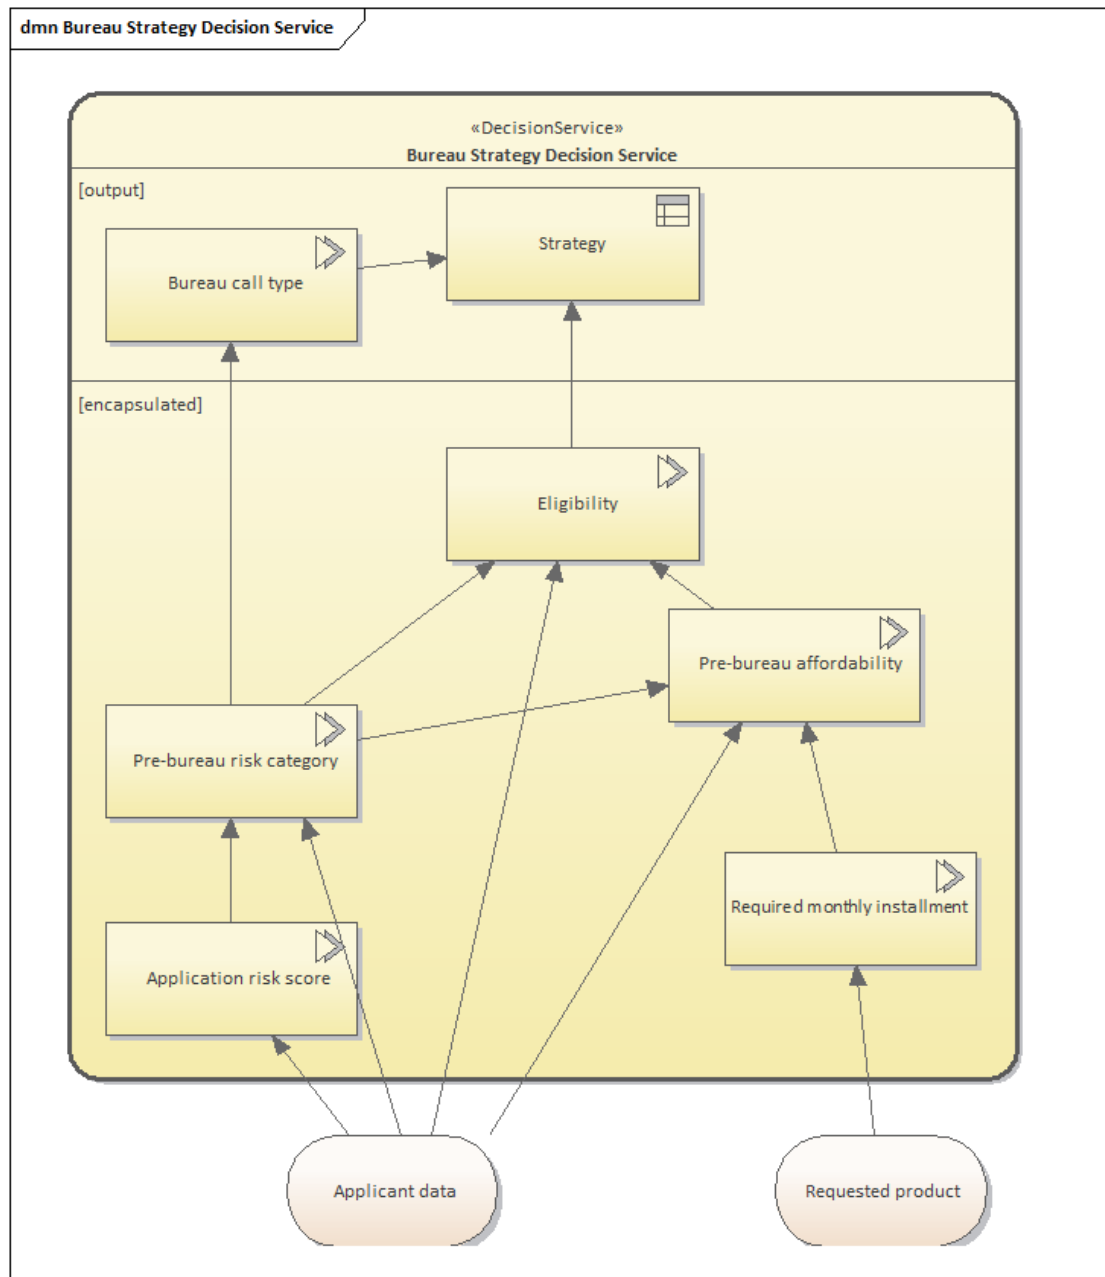 dmn Bureau Strategy Decision Service
«DecisionService»
Bureau Strategy Decision Service
[output]
Strategy
Bureau call type
[encapsulated]
Eligibility
Pre-bureau affordability
Pre-bureau risk category
Required monthly installment
Application risk score
Applicant data
Requested product